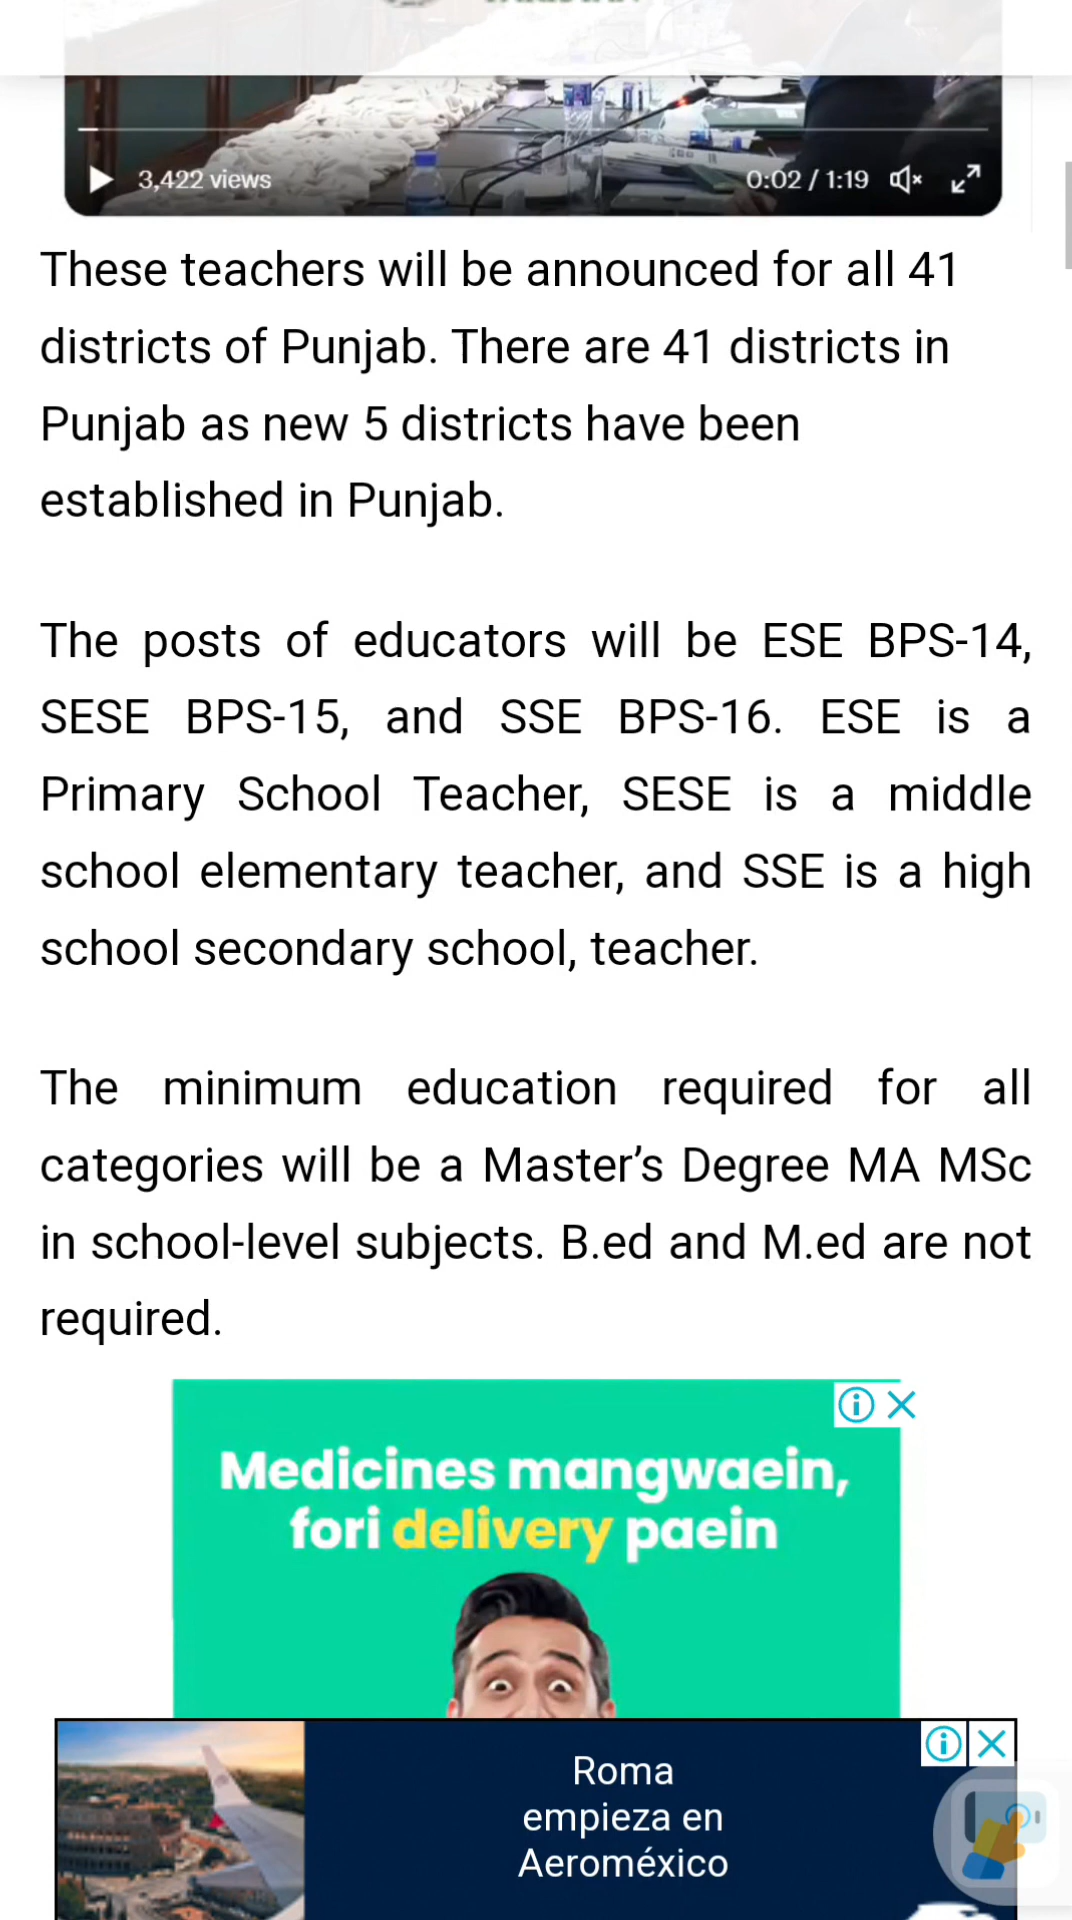 3,422 views
0:02 / 1:19
These teachers will be announced for all 41
districts of Punjab. There are 41 districts in
Punjab as new 5 districts have been
established in Punjab.
The posts of educators will be ESE BPS-14,
SESE BPS-15, and SSE BPS-16. ESE is a
Primary School Teacher, SESE is a middle
school elementary teacher, and SSE is a high
school secondary school, teacher.
The minimum education required for all
categories will be a Master’s Degree MA MSc
in school-level subjects. B.ed and M.ed are not
required.
Medicines mangwaein,
fori delivery paein
Roma
empieza en
Aeroméxico